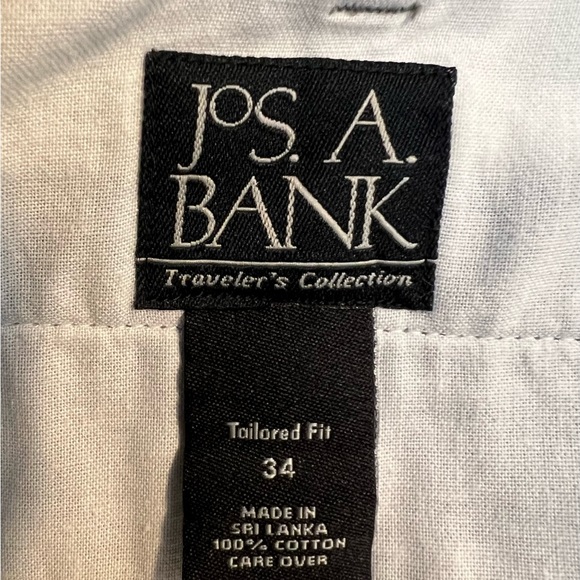 JoS. A.
BANK
Traveler's Collection
Tailored Fit
34
MADE IN
SRI LANKA
100% COTTON
CARE OVER